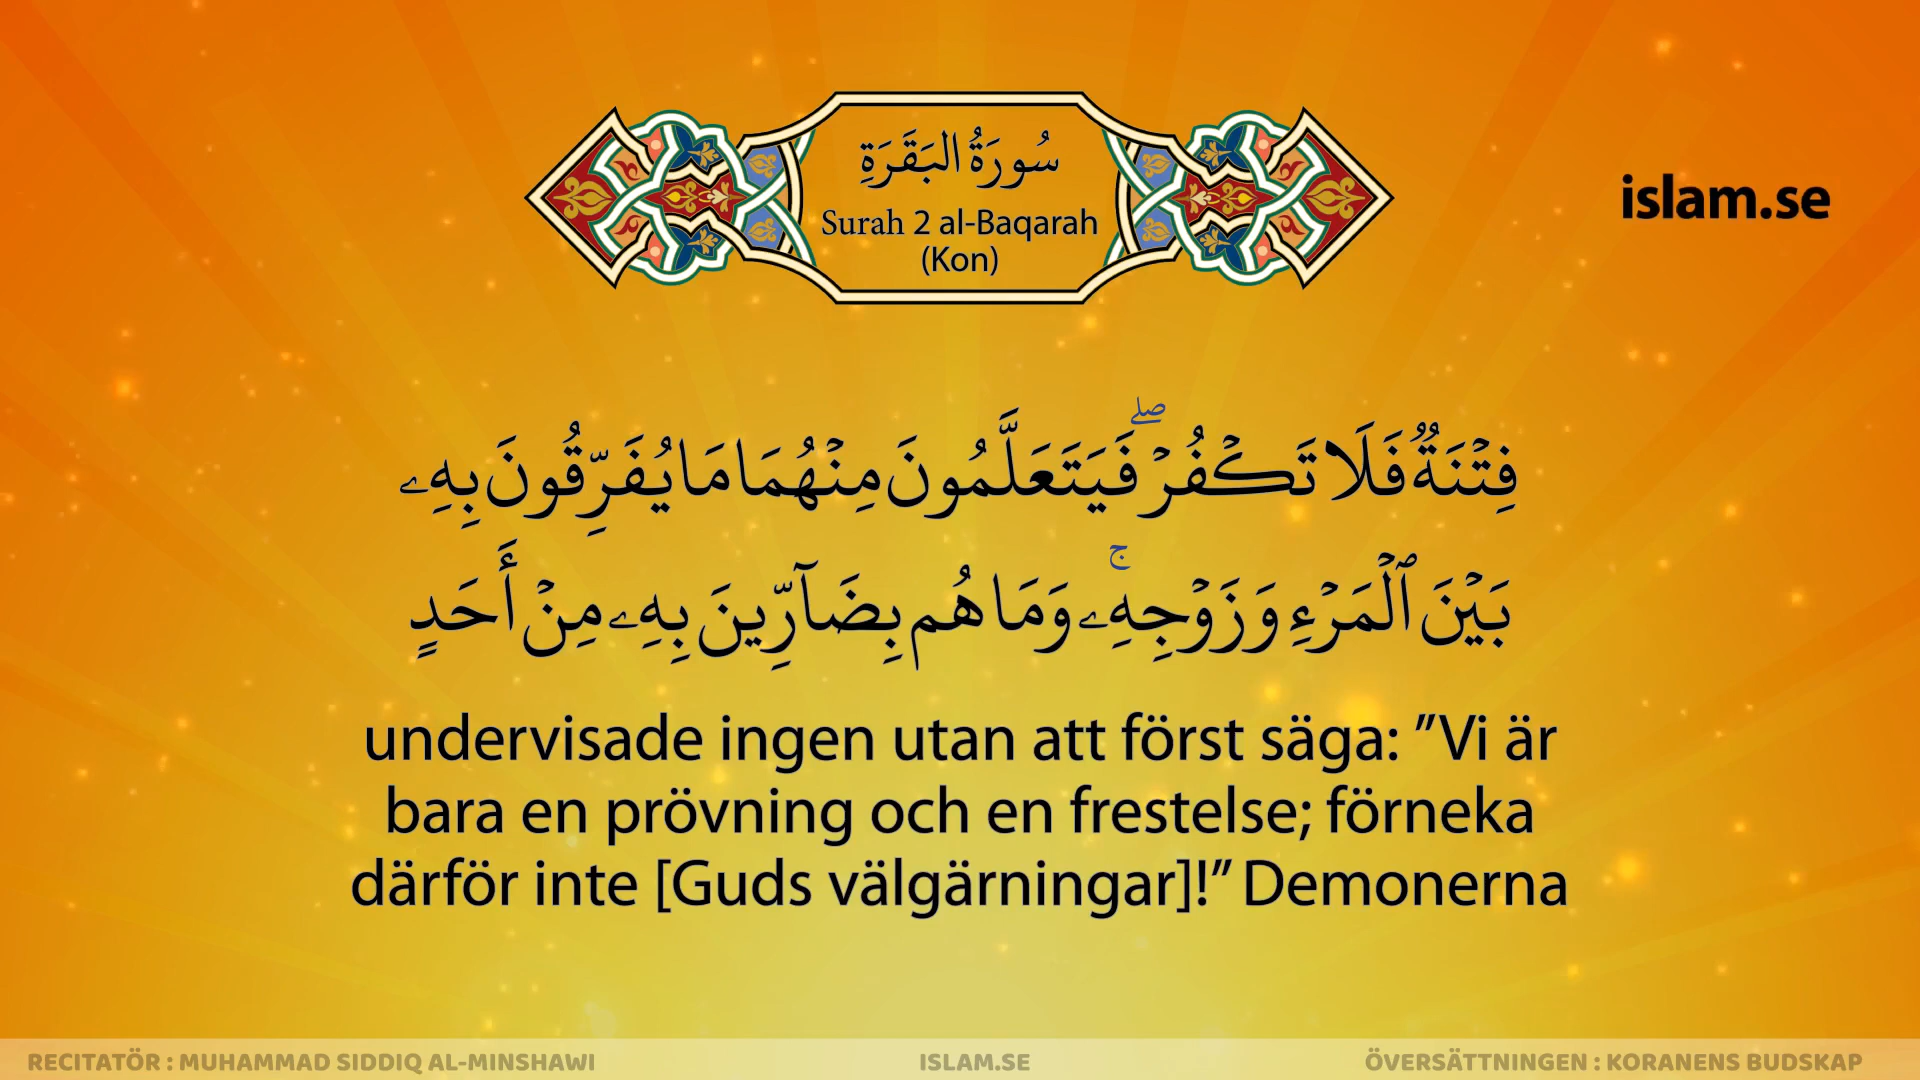 سُورَةُ البَقَرَةِ
Surah 2 al-Baqarah
(Kon)
islam.se
فِتْنَةٌ فَلَا تَكْفُرْ ۖ فَيَتَعَلَّمُونَ مِنْهُمَا مَا يُفَرِّقُونَ بِهِۦ
بَيْنَ ٱلْمَرْءِ وَزَوْجِهِۦ ۚ وَمَا هُم بِضَآرِّينَ بِهِۦ مِنْ أَحَدٍ
undervisade ingen utan att först säga: ”Vi är
bara en prövning och en frestelse; förneka
därför inte [Guds välgärningar]!” Demonerna
RECITATÖR : MUHAMMAD SIDDIQ AL-MINSHAWI
ISLAM.SE
ÖVERSÄTTNINGEN : KORANENS BUDSKAP